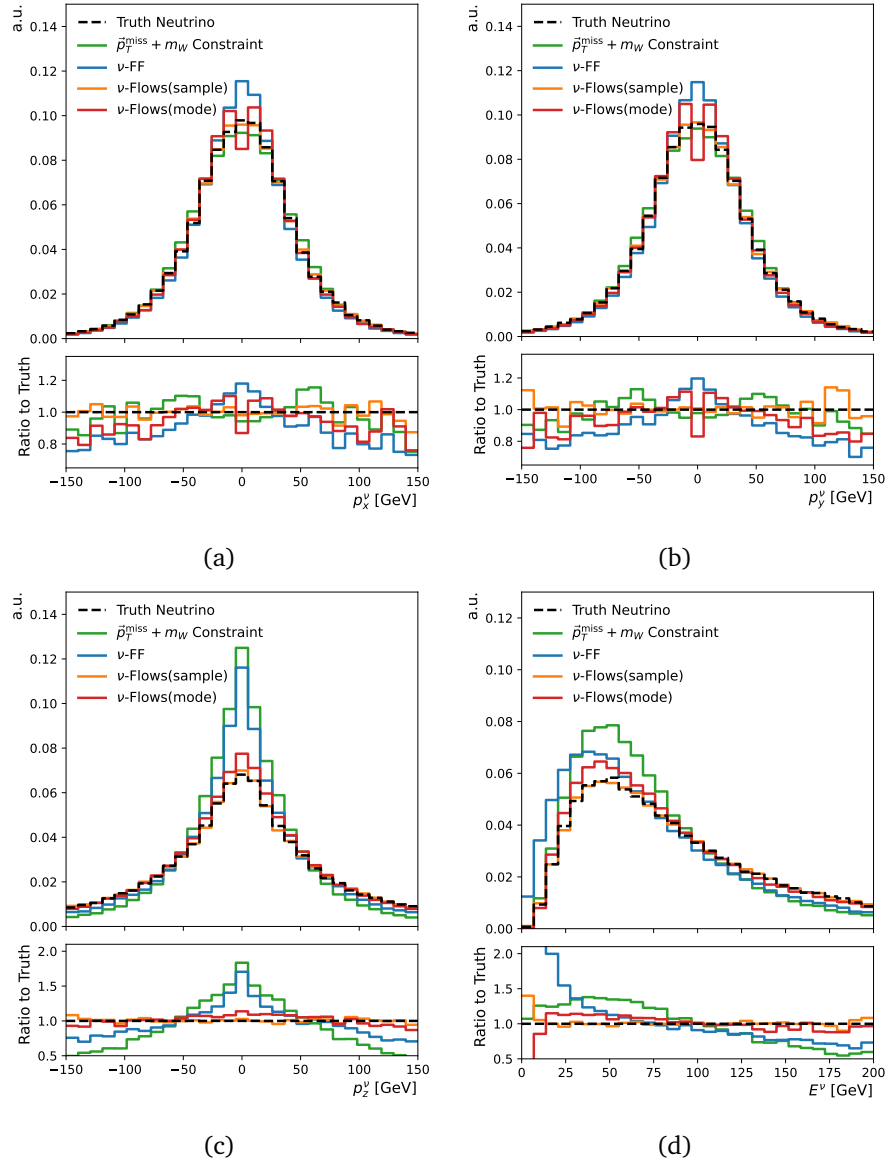 a.u.
0.14
0.12
0.10
0.08
0.06
0.04
0.02
0.00
Truth Neutrino
p⃗_T^miss + m_W Constraint
ν-FF
ν-Flows(sample)
ν-Flows(mode)
Ratio to Truth
1.2
1.0
0.8
−150 −100 −50 0 50 100 150
p_x^ν [GeV]
(a)
a.u.
0.14
0.12
0.10
0.08
0.06
0.04
0.02
0.00
Truth Neutrino
p⃗_T^miss + m_W Constraint
ν-FF
ν-Flows(sample)
ν-Flows(mode)
Ratio to Truth
1.2
1.0
0.8
−150 −100 −50 0 50 100 150
p_y^ν [GeV]
(b)
a.u.
0.14
0.12
0.10
0.08
0.06
0.04
0.02
0.00
Truth Neutrino
p⃗_T^miss + m_W Constraint
ν-FF
ν-Flows(sample)
ν-Flows(mode)
Ratio to Truth
2.0
1.5
1.0
0.5
−150 −100 −50 0 50 100 150
p_z^ν [GeV]
(c)
a.u.
0.12
0.10
0.08
0.06
0.04
0.02
0.00
Truth Neutrino
p⃗_T^miss + m_W Constraint
ν-FF
ν-Flows(sample)
ν-Flows(mode)
Ratio to Truth
2.0
1.5
1.0
0.5
0 25 50 75 100 125 150 175 200
E^ν [GeV]
(d)